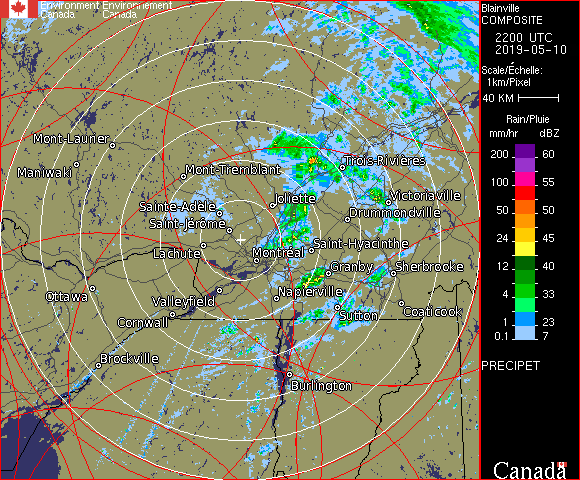 Environment Environnement
Canada Canada
Blainville
COMPOSITE
2200 UTC
2019-05-10
Scale/Échelle:
1km/Pixel
40 KM
Rain/Pluie
mm/hr dBZ
200 60
100 55
50 50
24 45
12 40
4 33
1 23
0.1 7
PRECIPET
Canada
Mont-Laurier
Maniwaki
Mont-Tremblant
Trois-Rivières
Sainte-Adèle
Joliette
Victoriaville
Drummondville
Saint-Jérôme
Lachute
Montréal
Saint-Hyacinthe
Granby
Sherbrooke
Ottawa
Valleyfield
Napierville
Cornwall
Sutton
Coaticook
Brockville
Burlington